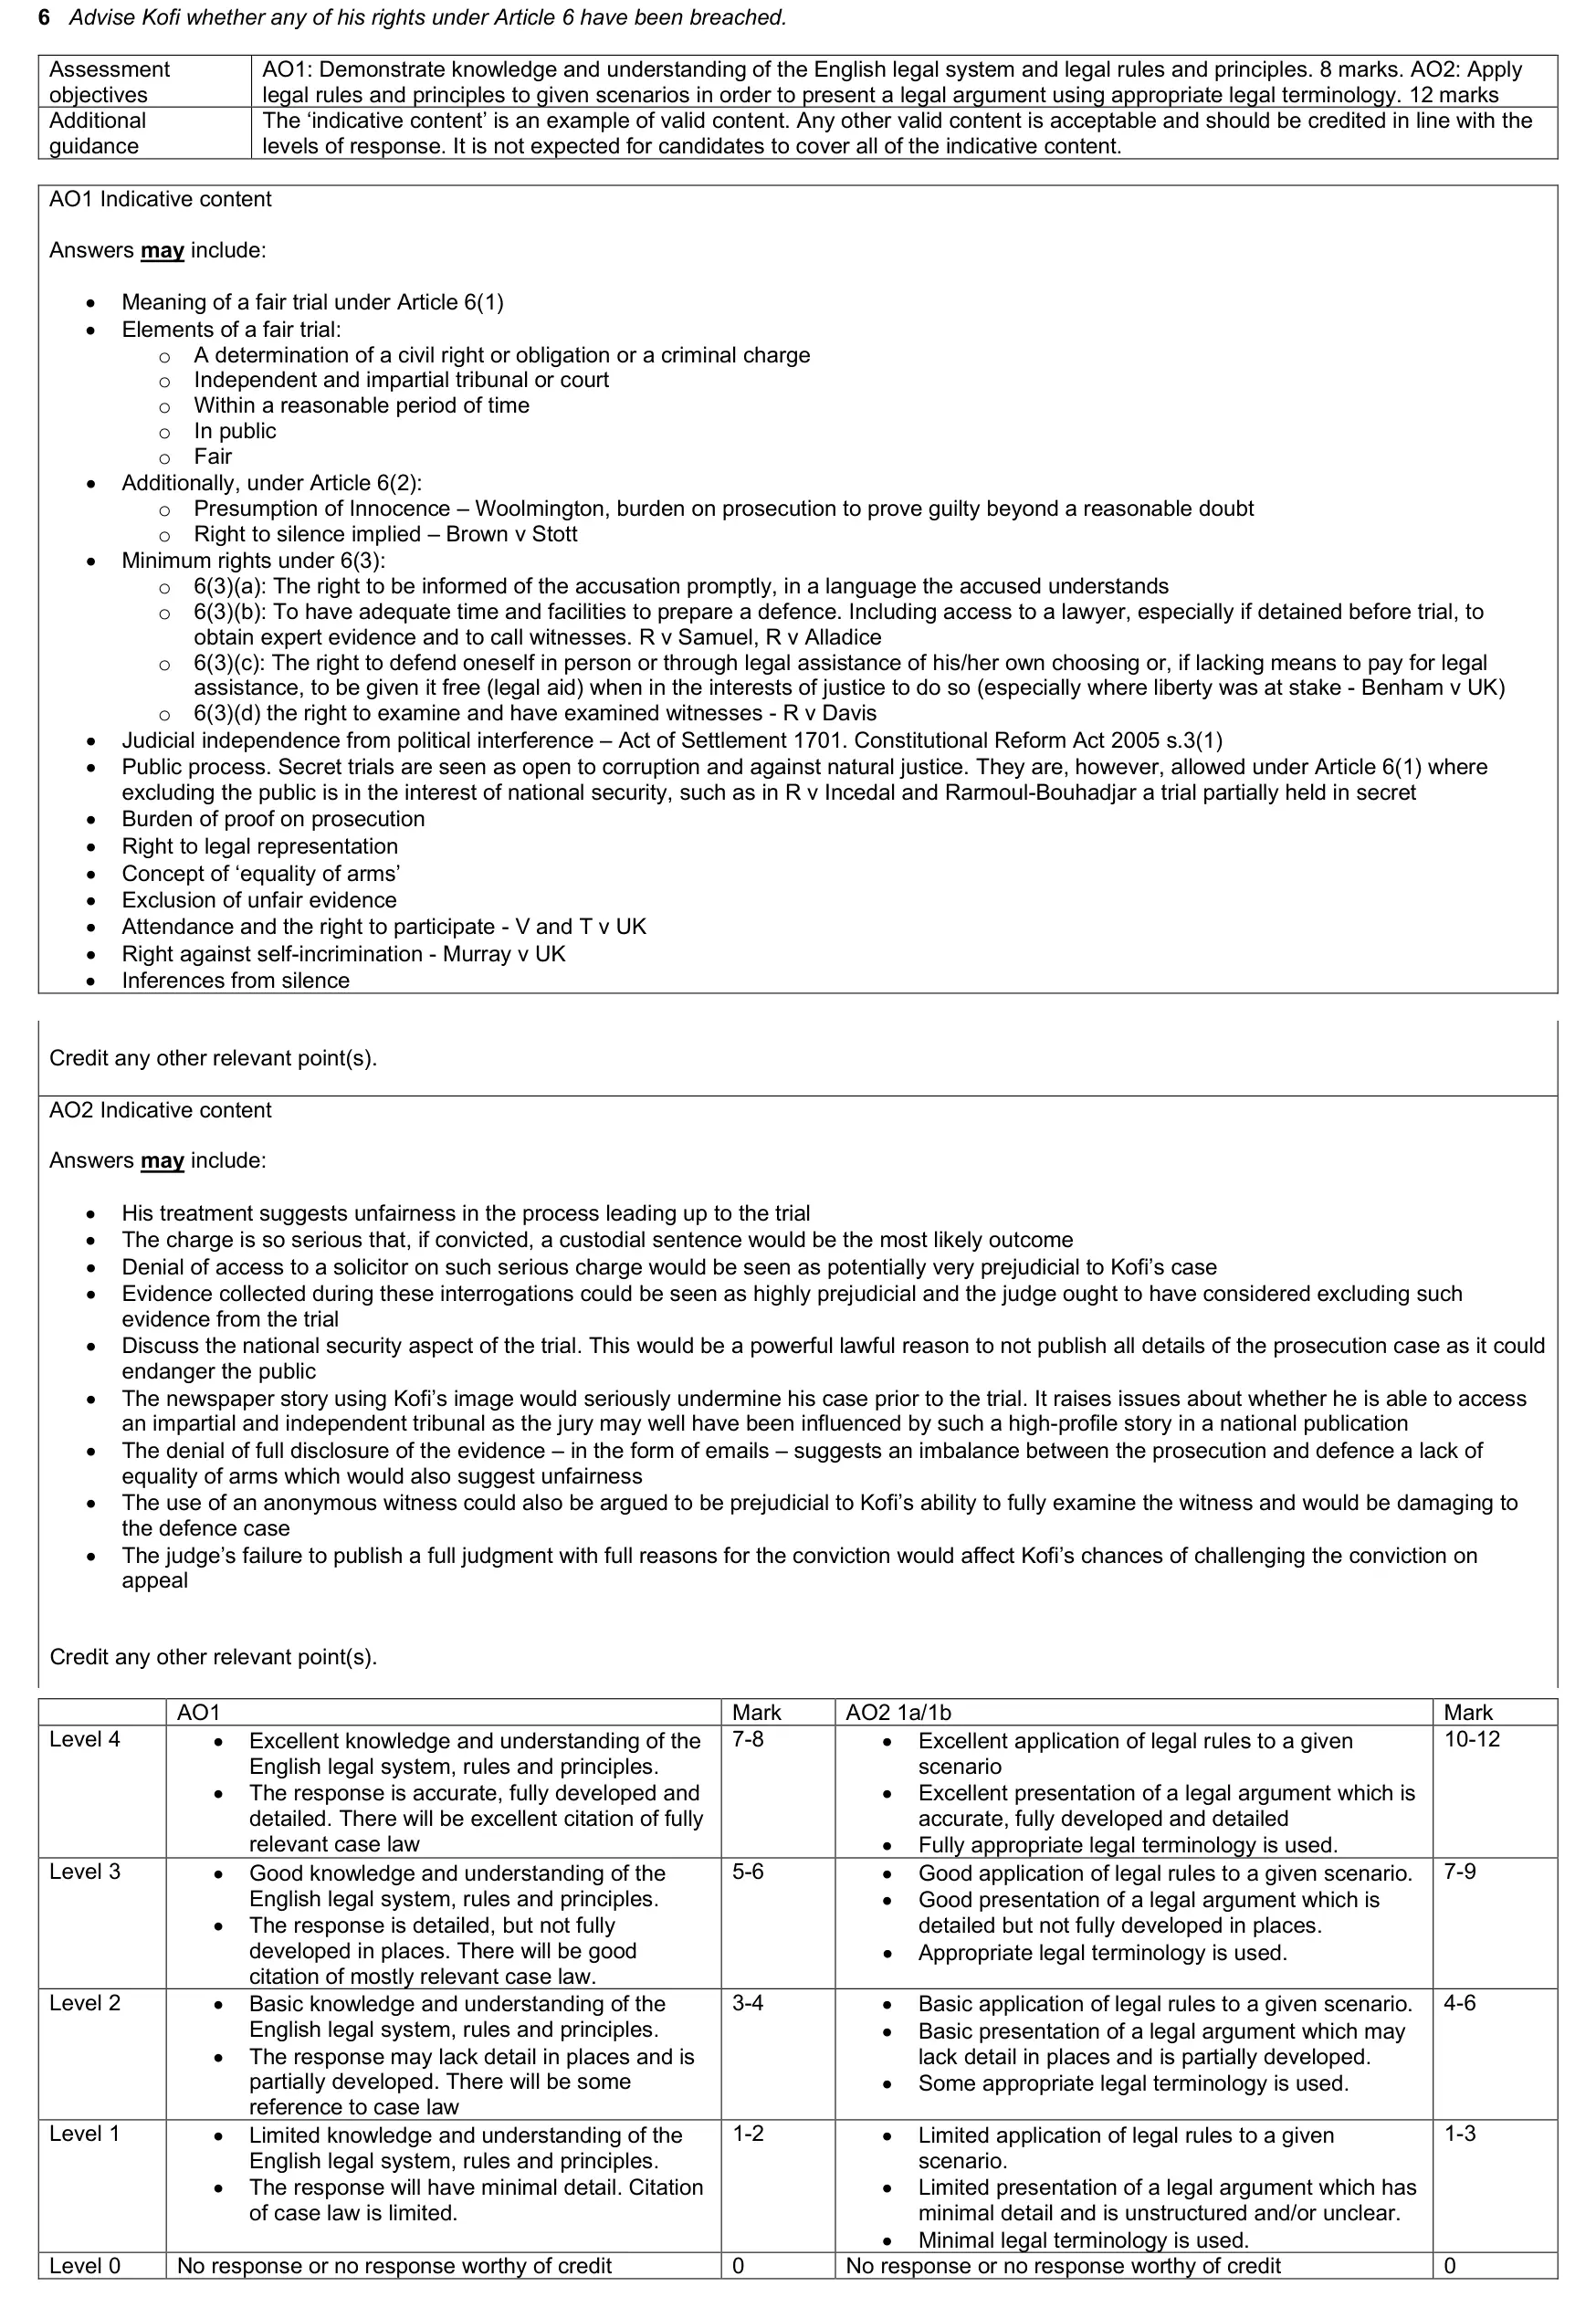 6 Advise Kofi whether any of his rights under Article 6 have been breached.
Assessment objectives
AO1: Demonstrate knowledge and understanding of the English legal system and legal rules and principles. 8 marks. AO2: Apply
legal rules and principles to given scenarios in order to present a legal argument using appropriate legal terminology. 12 marks
Additional guidance
The ‘indicative content’ is an example of valid content. Any other valid content is acceptable and should be credited in line with the
levels of response. It is not expected for candidates to cover all of the indicative content.
AO1 Indicative content
Answers may include:
• Meaning of a fair trial under Article 6(1)
• Elements of a fair trial:
o A determination of a civil right or obligation or a criminal charge
o Independent and impartial tribunal or court
o Within a reasonable period of time
o In public
o Fair
• Additionally, under Article 6(2):
o Presumption of Innocence – Woolmington, burden on prosecution to prove guilty beyond a reasonable doubt
o Right to silence implied – Brown v Stott
• Minimum rights under 6(3):
o 6(3)(a): The right to be informed of the accusation promptly, in a language the accused understands
o 6(3)(b): To have adequate time and facilities to prepare a defence. Including access to a lawyer, especially if detained before trial, to
obtain expert evidence and to call witnesses. R v Samuel, R v Alladice
o 6(3)(c): The right to defend oneself in person or through legal assistance of his/her own choosing or, if lacking means to pay for legal
assistance, to be given it free (legal aid) when in the interests of justice to do so (especially where liberty was at stake - Benham v UK)
o 6(3)(d) the right to examine and have examined witnesses - R v Davis
• Judicial independence from political interference – Act of Settlement 1701. Constitutional Reform Act 2005 s.3(1)
• Public process. Secret trials are seen as open to corruption and against natural justice. They are, however, allowed under Article 6(1) where
excluding the public is in the interest of national security, such as in R v Incedal and Rarmoul-Bouhadjar a trial partially held in secret
• Burden of proof on prosecution
• Right to legal representation
• Concept of ‘equality of arms’
• Exclusion of unfair evidence
• Attendance and the right to participate - V and T v UK
• Right against self-incrimination - Murray v UK
• Inferences from silence
Credit any other relevant point(s).
AO2 Indicative content
Answers may include:
• His treatment suggests unfairness in the process leading up to the trial
• The charge is so serious that, if convicted, a custodial sentence would be the most likely outcome
• Denial of access to a solicitor on such serious charge would be seen as potentially very prejudicial to Kofi’s case
• Evidence collected during these interrogations could be seen as highly prejudicial and the judge ought to have considered excluding such
evidence from the trial
• Discuss the national security aspect of the trial. This would be a powerful lawful reason to not publish all details of the prosecution case as it could
endanger the public
• The newspaper story using Kofi’s image would seriously undermine his case prior to the trial. It raises issues about whether he is able to access
an impartial and independent tribunal as the jury may well have been influenced by such a high-profile story in a national publication
• The denial of full disclosure of the evidence – in the form of emails – suggests an imbalance between the prosecution and defence a lack of
equality of arms which would also suggest unfairness
• The use of an anonymous witness could also be argued to be prejudicial to Kofi’s ability to fully examine the witness and would be damaging to
the defence case
• The judge’s failure to publish a full judgment with full reasons for the conviction would affect Kofi’s chances of challenging the conviction on
appeal
Credit any other relevant point(s).
AO1 Mark AO2 1a/1b Mark
Level 4
• Excellent knowledge and understanding of the
English legal system, rules and principles.
• The response is accurate, fully developed and
detailed. There will be excellent citation of fully
relevant case law
7-8
• Excellent application of legal rules to a given
scenario
• Excellent presentation of a legal argument which is
accurate, fully developed and detailed
• Fully appropriate legal terminology is used.
10-12
Level 3
• Good knowledge and understanding of the
English legal system, rules and principles.
• The response is detailed, but not fully
developed in places. There will be good
citation of mostly relevant case law.
5-6
• Good application of legal rules to a given scenario.
• Good presentation of a legal argument which is
detailed but not fully developed in places.
• Appropriate legal terminology is used.
7-9
Level 2
• Basic knowledge and understanding of the
English legal system, rules and principles.
• The response may lack detail in places and is
partially developed. There will be some
reference to case law
3-4
• Basic application of legal rules to a given scenario.
• Basic presentation of a legal argument which may
lack detail in places and is partially developed.
• Some appropriate legal terminology is used.
4-6
Level 1
• Limited knowledge and understanding of the
English legal system, rules and principles.
• The response will have minimal detail. Citation
of case law is limited.
1-2
• Limited application of legal rules to a given
scenario.
• Limited presentation of a legal argument which has
minimal detail and is unstructured and/or unclear.
• Minimal legal terminology is used.
1-3
Level 0
No response or no response worthy of credit
0
No response or no response worthy of credit
0